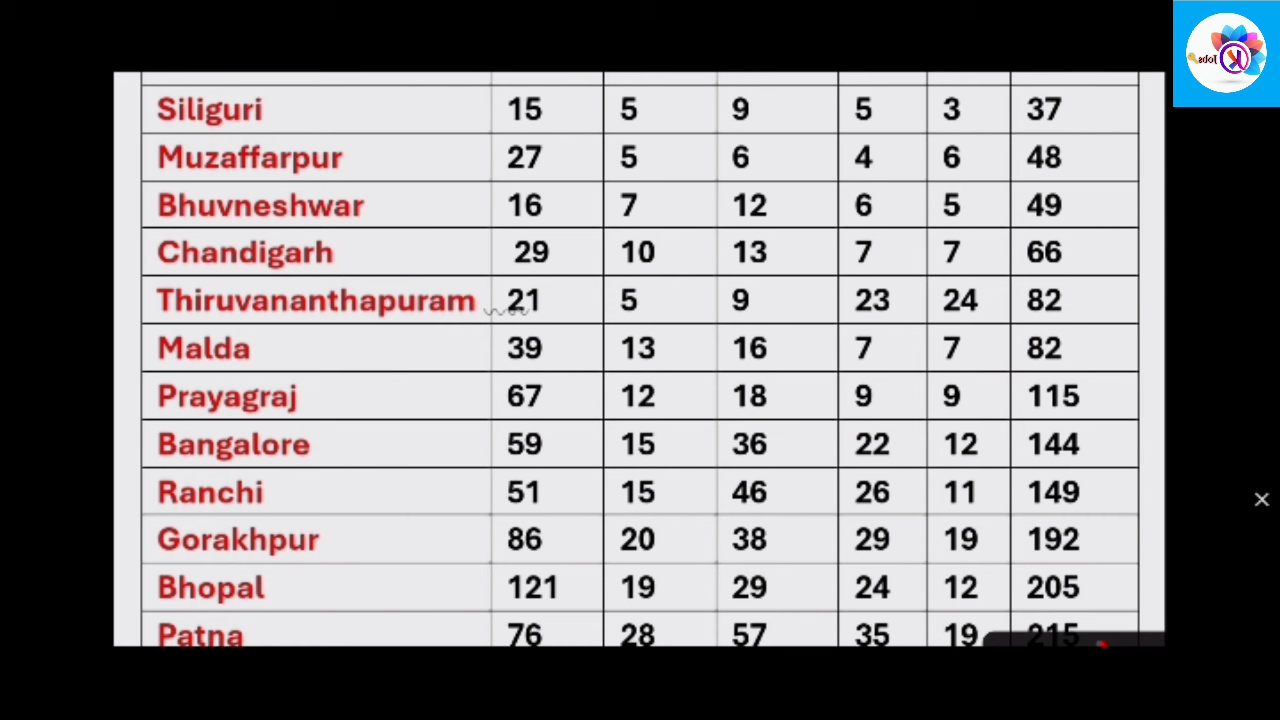 Jobs
Siliguri 15 5 9 5 3 37
Muzaffarpur 27 5 6 4 6 48
Bhuvneshwar 16 7 12 6 5 49
Chandigarh 29 10 13 7 7 66
Thiruvananthapuram 21 5 9 23 24 82
Malda 39 13 16 7 7 82
Prayagraj 67 12 18 9 9 115
Bangalore 59 15 36 22 12 144
Ranchi 51 15 46 26 11 149
Gorakhpur 86 20 38 29 19 192
Bhopal 121 19 29 24 12 205
Patna 76 28 57 35 19 215